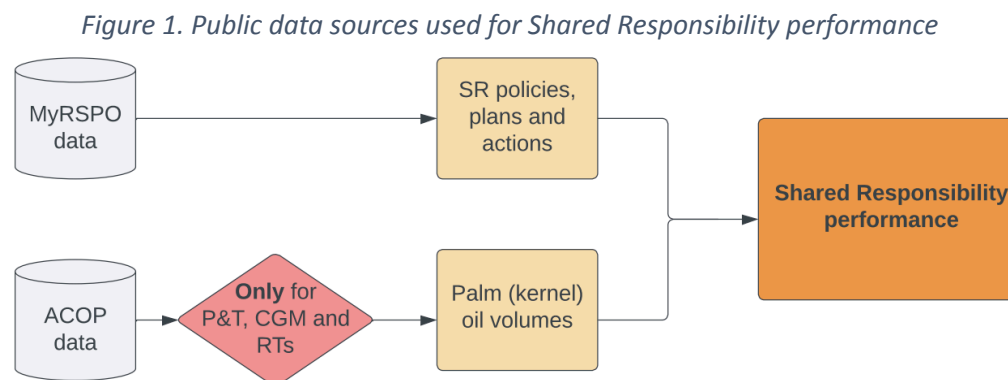 Figure 1. Public data sources used for Shared Responsibility performance
MyRSPO
data
SR policies,
plans and
actions
Shared Responsibility
performance
ACOP
data
Only for
P&T, CGM and
RTs
Palm (kernel)
oil volumes